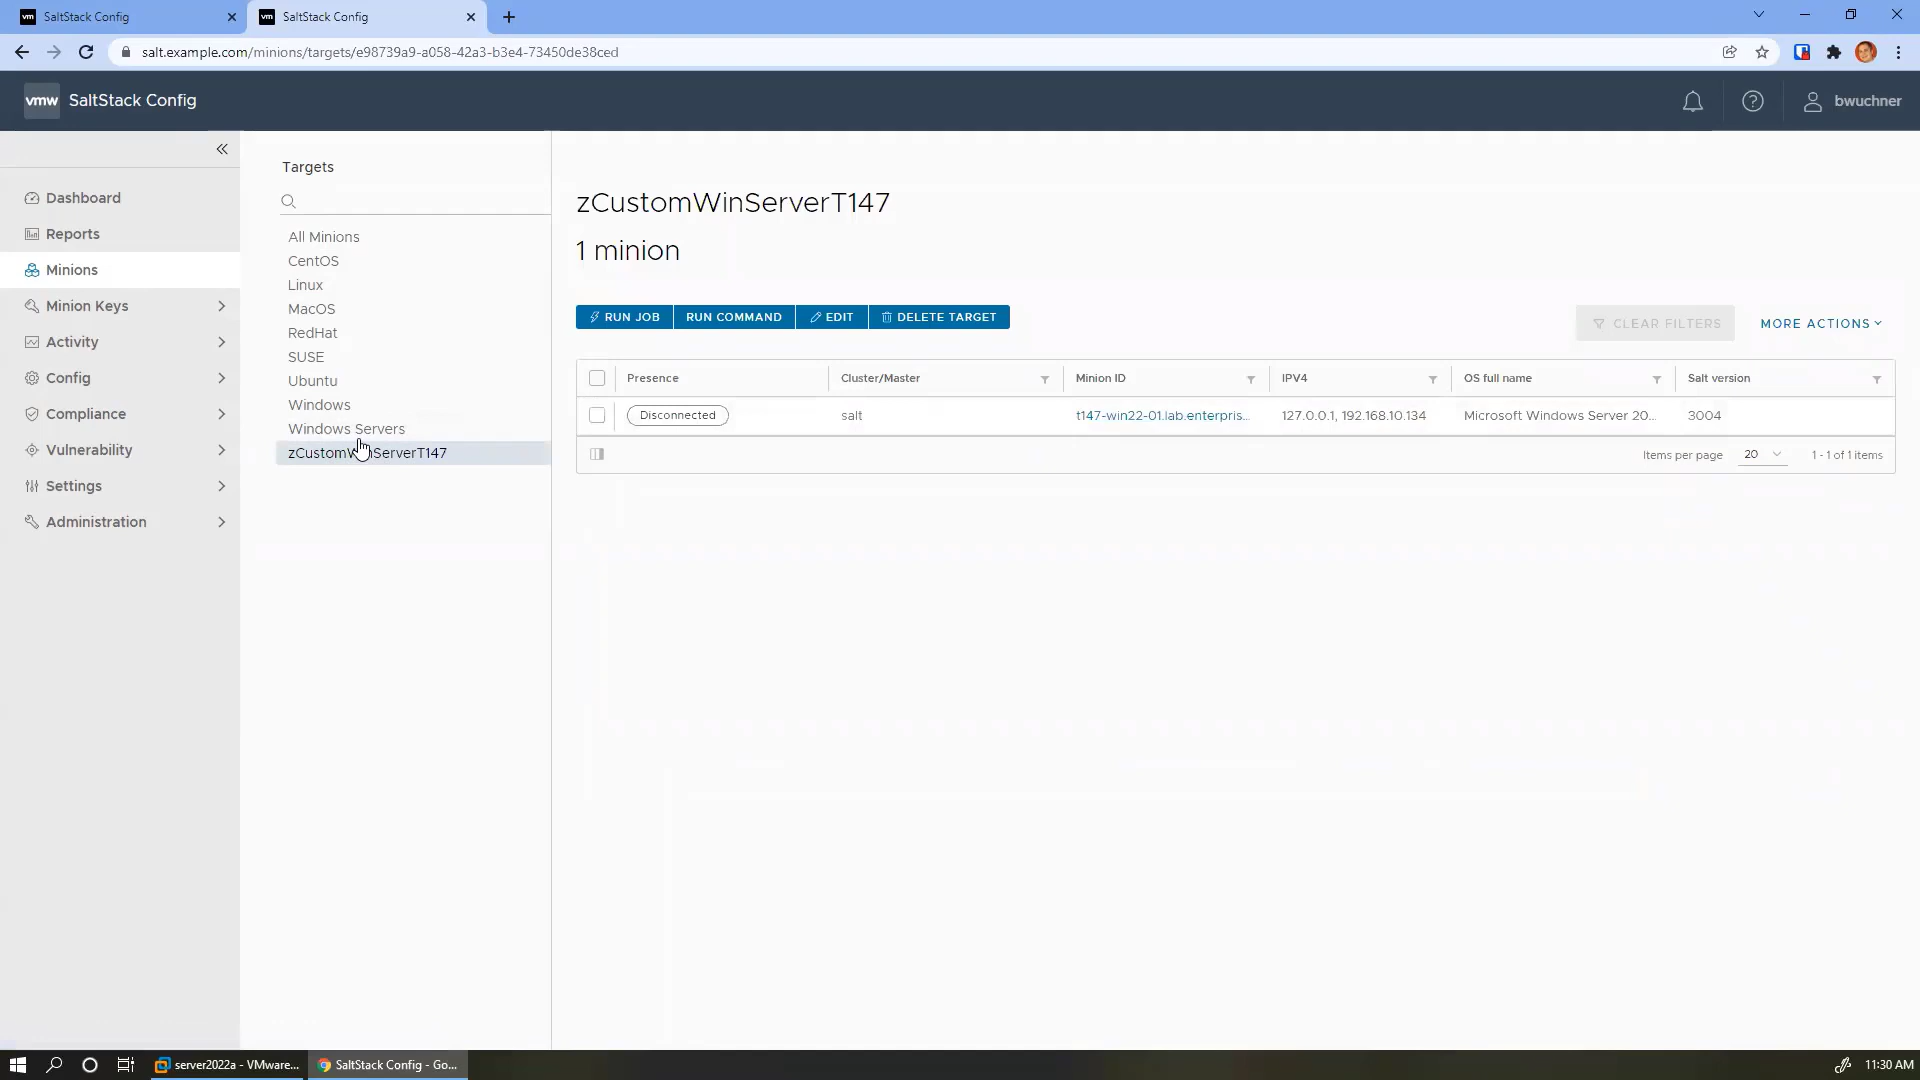 vm SaltStack Config
vm SaltStack Config
salt.example.com/minions/targets/e98739a9-a058-42a3-b3e4-73450de38ced
vmw SaltStack Config
bwuchner
Dashboard
Reports
Minions
Minion Keys
Activity
Config
Compliance
Vulnerability
Settings
Administration
Targets
All Minions
CentOS
Linux
MacOS
RedHat
SUSE
Ubuntu
Windows
Windows Servers
zCustomWinServerT147
zCustomWinServerT147
1 minion
RUN JOB RUN COMMAND EDIT DELETE TARGET
CLEAR FILTERS MORE ACTIONS
Presence Cluster/Master Minion ID IPV4 OS full name Salt version
Disconnected salt t147-win22-01.lab.enterpris... 127.0.0.1, 192.168.10.134 Microsoft Windows Server 20... 3004
Items per page 20 1 - 1 of 1 items
server2022a - VMware... SaltStack Config - Go... 11:30 AM